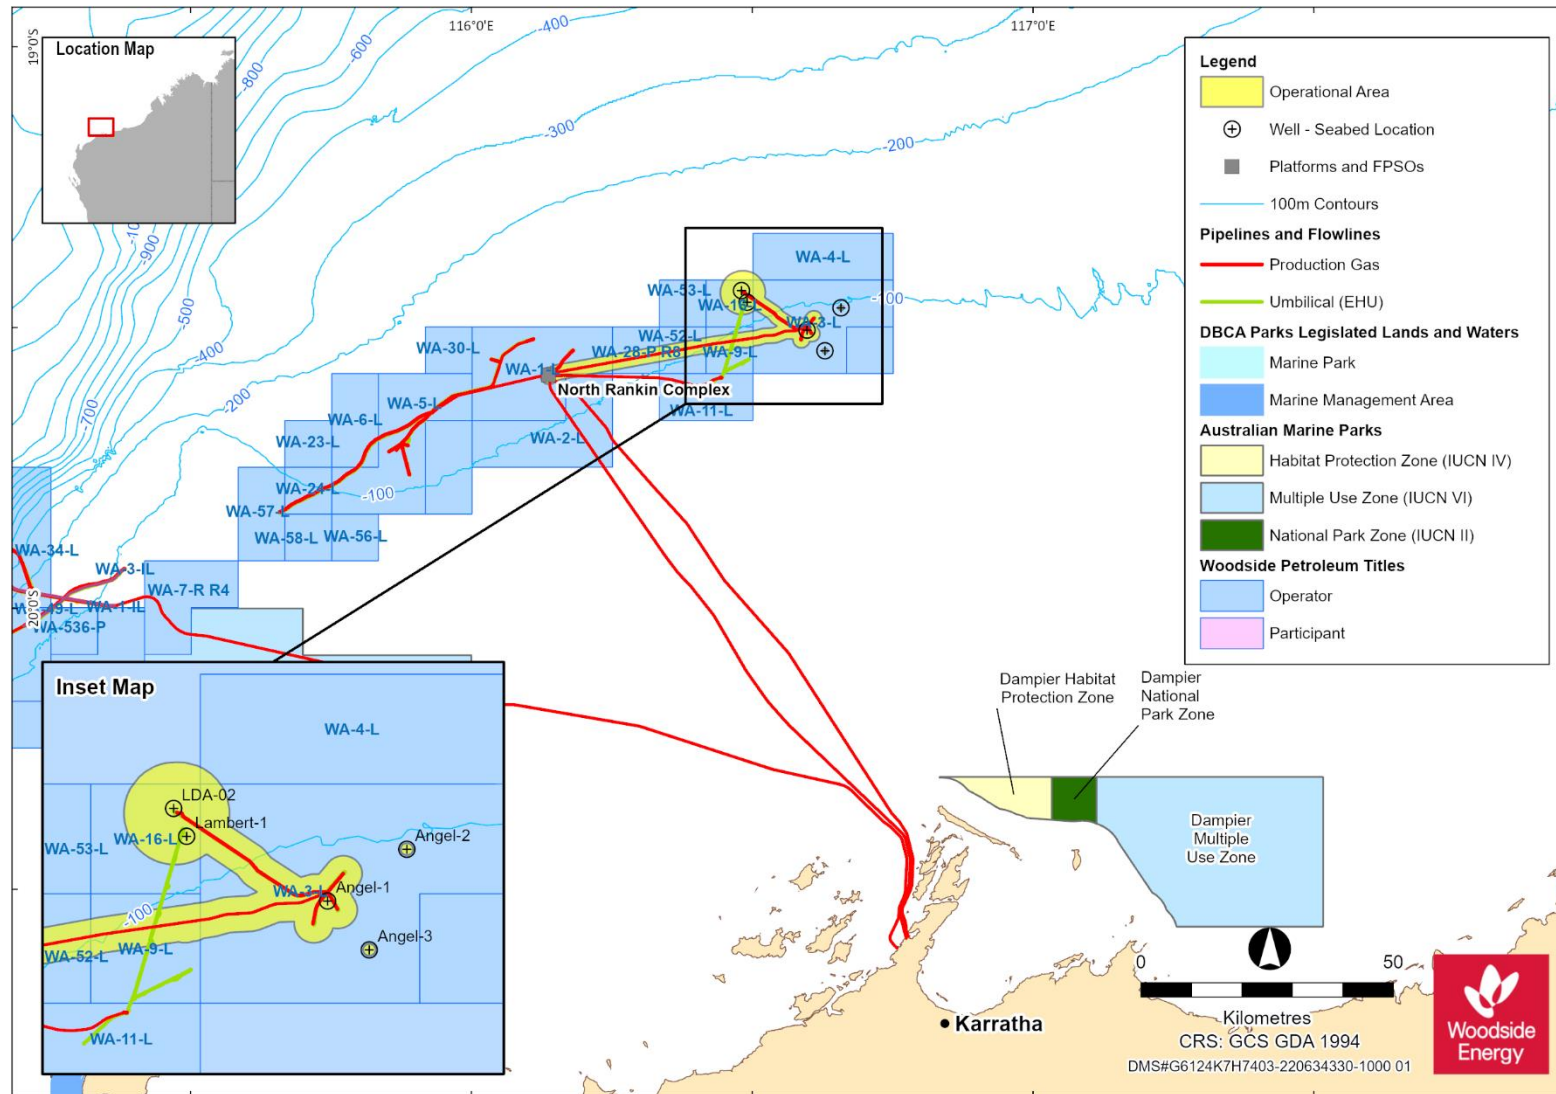 116°0'E
117°0'E
19°0'S
20°0'S
Location Map
-400
-600
-800
-300
-200
-900
-500
-400
-700
-200
-100
-100
Legend
Operational Area
Well - Seabed Location
Platforms and FPSOs
100m Contours
Pipelines and Flowlines
Production Gas
Umbilical (EHU)
DBCA Parks Legislated Lands and Waters
Marine Park
Marine Management Area
Australian Marine Parks
Habitat Protection Zone (IUCN IV)
Multiple Use Zone (IUCN VI)
National Park Zone (IUCN II)
Woodside Petroleum Titles
Operator
Participant
WA-4-L
WA-53-L
WA-16-L
WA-3-L
WA-52-L
WA-28-P R8
WA-9-L
WA-30-L
WA-1-L
North Rankin Complex
WA-5-L
WA-11-L
WA-6-L
WA-2-L
WA-23-L
WA-24-L
WA-57-L
WA-58-L
WA-56-L
WA-34-L
WA-3-IL
WA-7-R R4
WA-49-L
WA-1-IL
WA-536-P
Inset Map
WA-4-L
LDA-02
Lambert-1
WA-16-L
WA-53-L
Angel-2
WA-3-L
Angel-1
-100
Angel-3
WA-9-L
WA-52-L
WA-11-L
Dampier Habitat
Protection Zone
Dampier
National
Park Zone
Dampier
Multiple
Use Zone
Karratha
0
50
Kilometres
CRS: GCS GDA 1994
DMS#G6124K7H7403-220634330-1000 01
Woodside
Energy